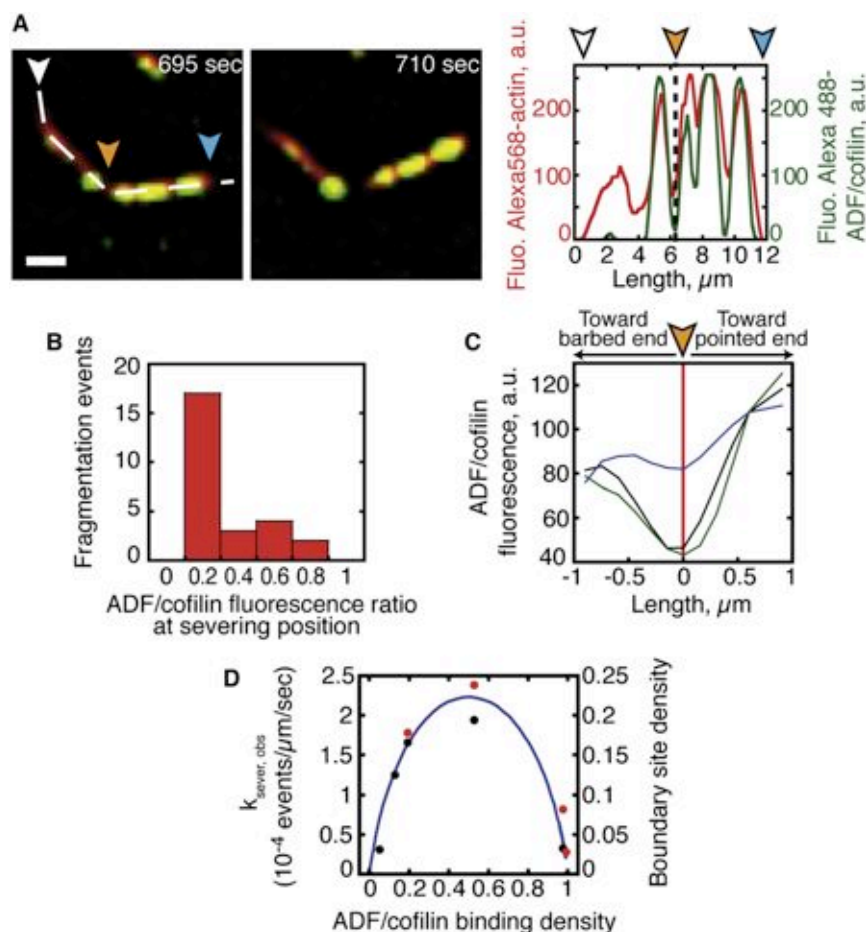 A
695 sec
710 sec
Fluo. Alexa568-actin, a.u.
200
100
0
0 2 4 6 8 10 12
Length, µm
200
100
0
Fluo. Alexa 488-
ADF/cofilin, a.u.
B
Fragmentation events
20
15
10
5
0
0 0.2 0.4 0.6 0.8 1
ADF/cofilin fluorescence ratio
at severing position
C
Toward
barbed end
Toward
pointed end
ADF/cofilin
fluorescence, a.u.
120
100
80
60
40
-1 -0.5 0 0.5 1
Length, µm
D
k sever, obs
(10⁻⁴ events/µm/sec)
2.5
2
1.5
1
0.5
0
0 0.2 0.4 0.6 0.8 1
ADF/cofilin binding density
0.25
0.2
0.15
0.1
0.05
0
Boundary site density